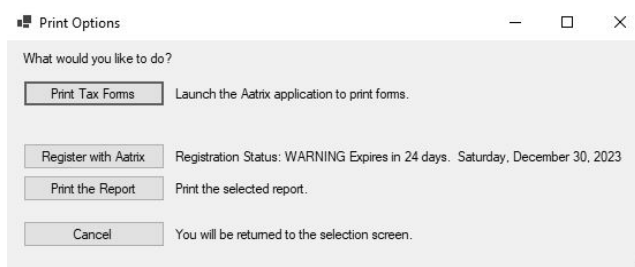 Print Options
What would you like to do?
Print Tax Forms Launch the Aatrix application to print forms.
Register with Aatrix Registration Status: WARNING Expires in 24 days. Saturday, December 30, 2023
Print the Report Print the selected report.
Cancel You will be returned to the selection screen.